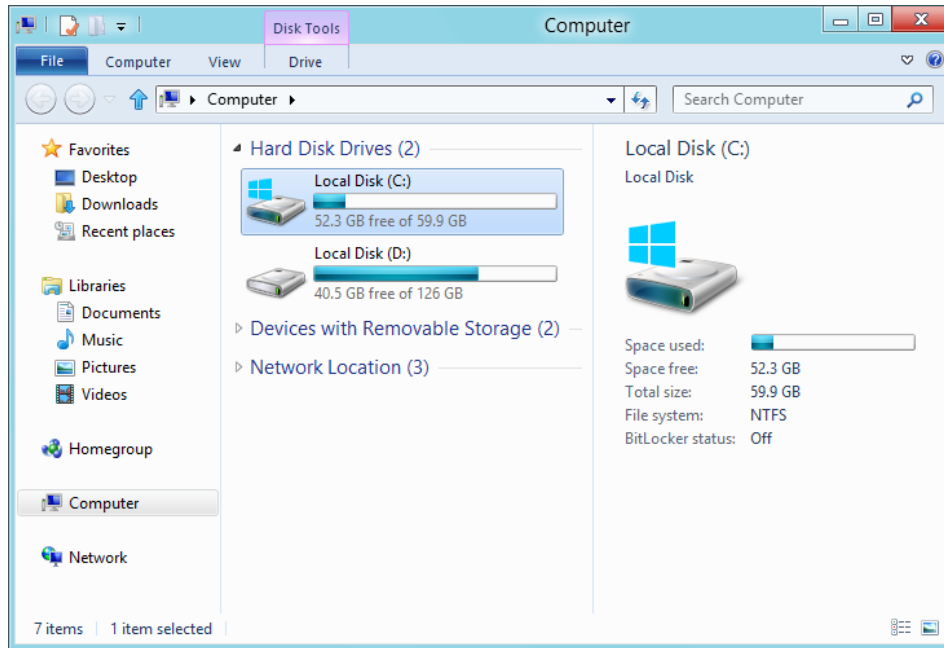 Disk Tools
Computer
File
Computer
View
Drive
Computer
Search Computer
Favorites
Desktop
Downloads
Recent places
Libraries
Documents
Music
Pictures
Videos
Homegroup
Computer
Network
Hard Disk Drives (2)
Local Disk (C:)
52.3 GB free of 59.9 GB
Local Disk (D:)
40.5 GB free of 126 GB
Devices with Removable Storage (2)
Network Location (3)
Local Disk (C:)
Local Disk
Space used:
Space free: 52.3 GB
Total size: 59.9 GB
File system: NTFS
BitLocker status: Off
7 items 1 item selected